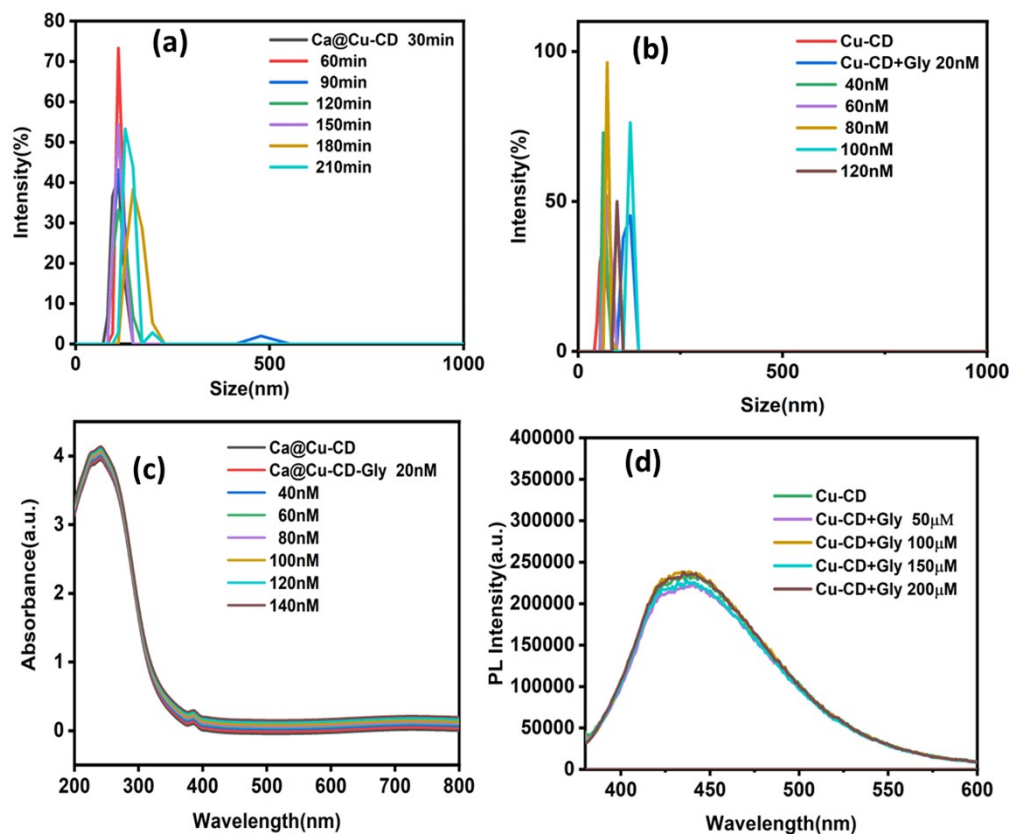 (a)
Ca@Cu-CD 30min
60min
90min
120min
150min
180min
210min
80
70
60
50
40
30
20
10
0
Intensity(%)
0 500 1000
Size(nm)
(b)
Cu-CD
Cu-CD+Gly 20nM
40nM
60nM
80nM
100nM
120nM
100
50
0
Intensity(%)
0 500 1000
Size(nm)
(c)
Ca@Cu-CD
Ca@Cu-CD-Gly 20nM
40nM
60nM
80nM
100nM
120nM
140nM
4
2
0
Absorbance(a.u.)
200 300 400 500 600 700 800
Wavelength(nm)
(d)
Cu-CD
Cu-CD+Gly 50μM
Cu-CD+Gly 100μM
Cu-CD+Gly 150μM
Cu-CD+Gly 200μM
400000
350000
300000
250000
200000
150000
100000
50000
0
PL Intensity(a.u.)
400 450 500 550 600
Wavelength(nm)